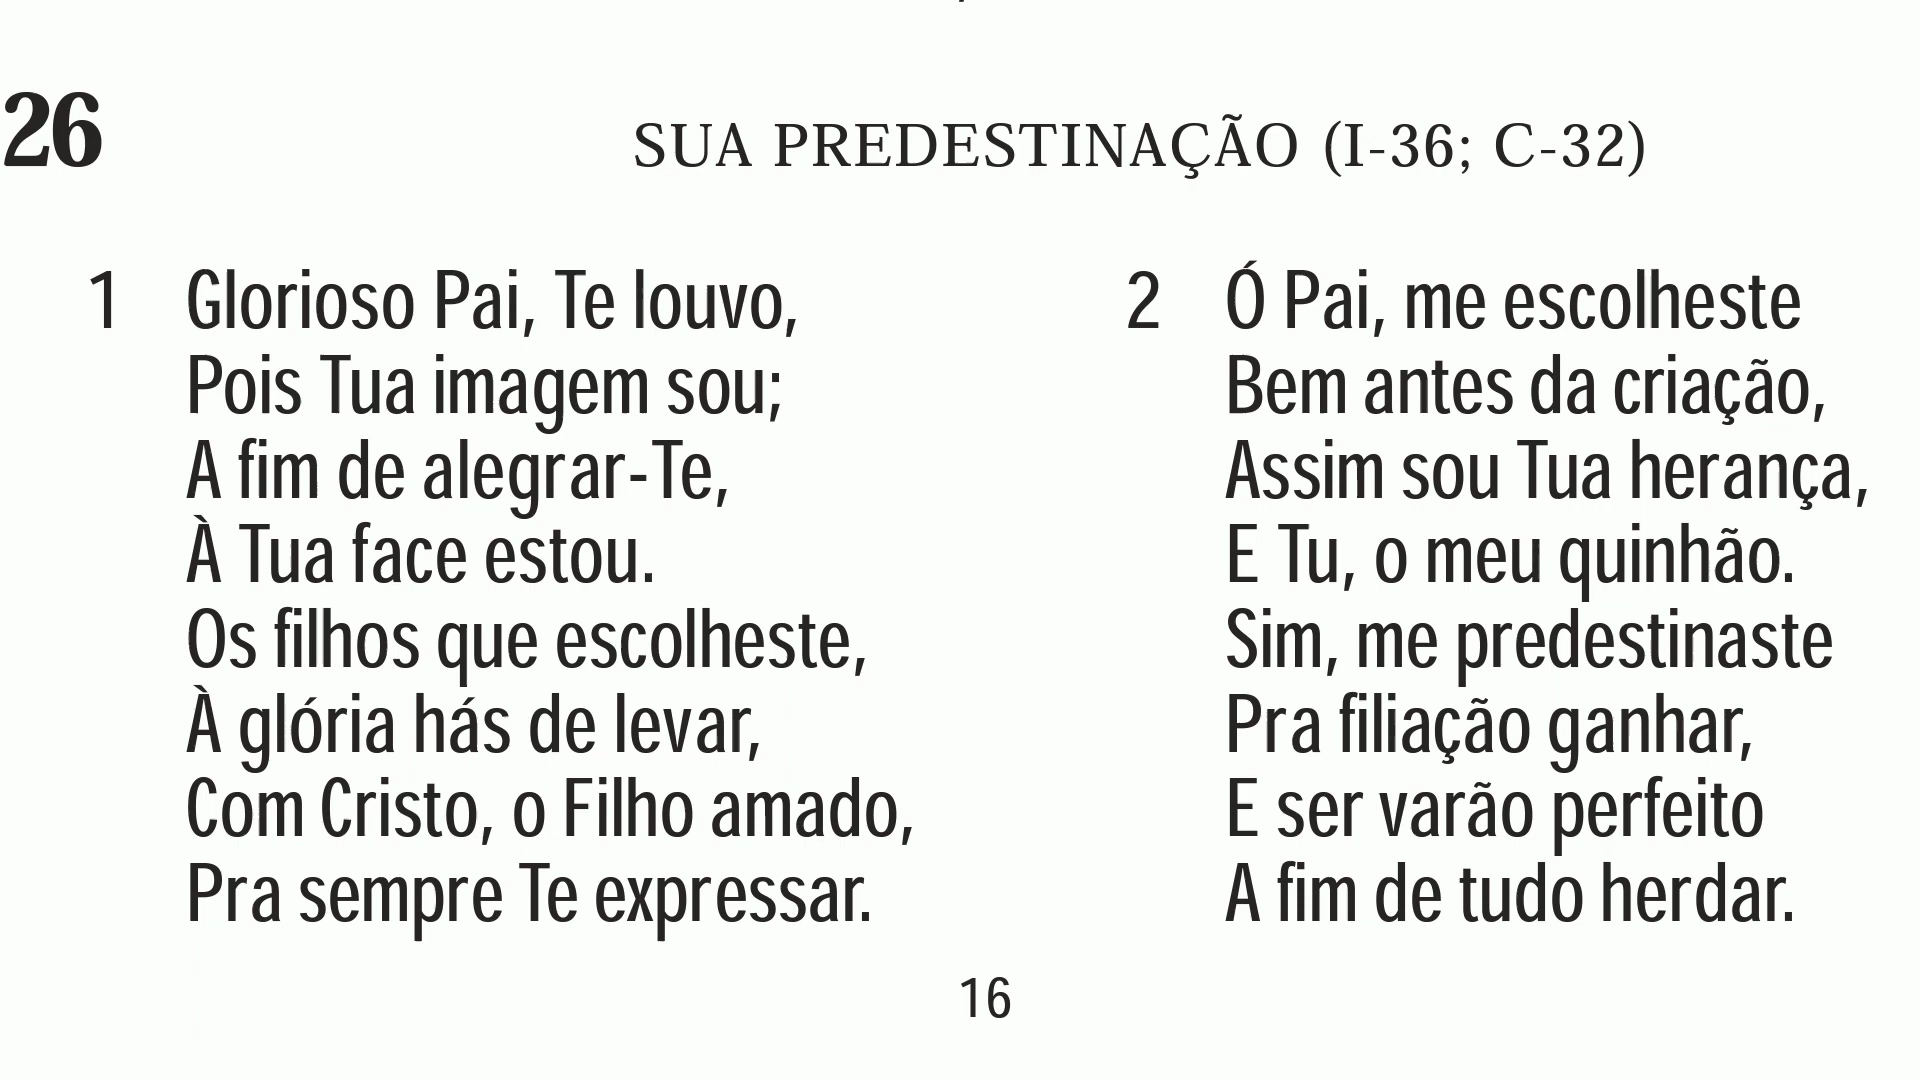 26
SUA PREDESTINAÇÃO (I-36; C-32)
1 Glorioso Pai, Te louvo,
Pois Tua imagem sou;
A fim de alegrar-Te,
À Tua face estou.
Os filhos que escolheste,
À glória hás de levar,
Com Cristo, o Filho amado,
Pra sempre Te expressar.
2 Ó Pai, me escolheste
Bem antes da criação,
Assim sou Tua herança,
E Tu, o meu quinhão.
Sim, me predestinaste
Pra filiação ganhar,
E ser varão perfeito
A fim de tudo herdar.
16